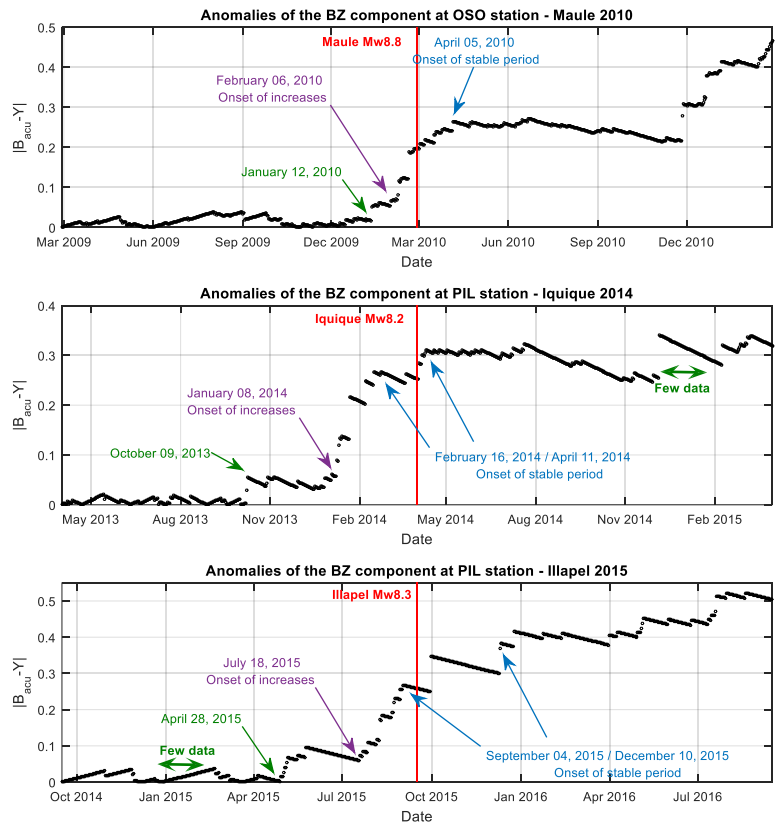 Anomalies of the BZ component at OSO station - Maule 2010
0.5
0.4
0.3
0.2
0.1
0
|Bacu-Y|
Maule Mw8.8
April 05, 2010
Onset of stable period
February 06, 2010
Onset of increases
January 12, 2010
Mar 2009
Jun 2009
Sep 2009
Dec 2009
Mar 2010
Jun 2010
Sep 2010
Dec 2010
Date
Anomalies of the BZ component at PIL station - Iquique 2014
0.4
0.3
0.2
0.1
0
|Bacu-Y|
Iquique Mw8.2
January 08, 2014
Onset of increases
October 09, 2013
Few data
February 16, 2014 / April 11, 2014
Onset of stable period
May 2013
Aug 2013
Nov 2013
Feb 2014
May 2014
Aug 2014
Nov 2014
Feb 2015
Date
Anomalies of the BZ component at PIL station - Illapel 2015
0.5
0.4
0.3
0.2
0.1
0
|Bacu-Y|
Illapel Mw8.3
July 18, 2015
Onset of increases
April 28, 2015
Few data
September 04, 2015 / December 10, 2015
Onset of stable period
Oct 2014
Jan 2015
Apr 2015
Jul 2015
Oct 2015
Jan 2016
Apr 2016
Jul 2016
Date